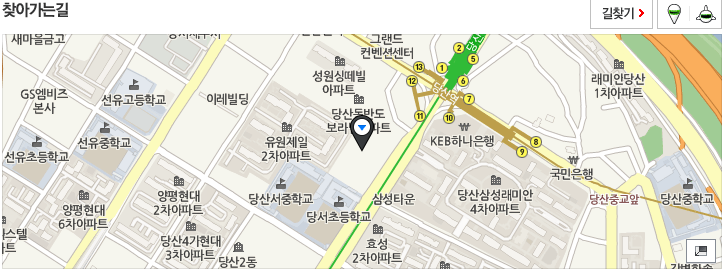 찾아가는길
길찾기
새마을금고
그랜드
컨벤션센터
당산
2
5
13
1
6
12
당산역
7
11
10
8
9
성원상떼빌
아파트
래미인당산
1차아파트
GS엠비즈
본사
선유고등학교
이레빌딩
당산동반도
보라
아파트
선유중학교
유원제일
2차아파트
KEB하나은행
선유초등학교
국민은행
양평현대
6차아파트
양평현대
2차아파트
당산서중학교
당서초등학교
삼성타운
당산삼성래미안
4차아파트
당산중교앞
당산중학교
아파트
당산4가현대
3차아파트
당산2동
효성
2차아파트